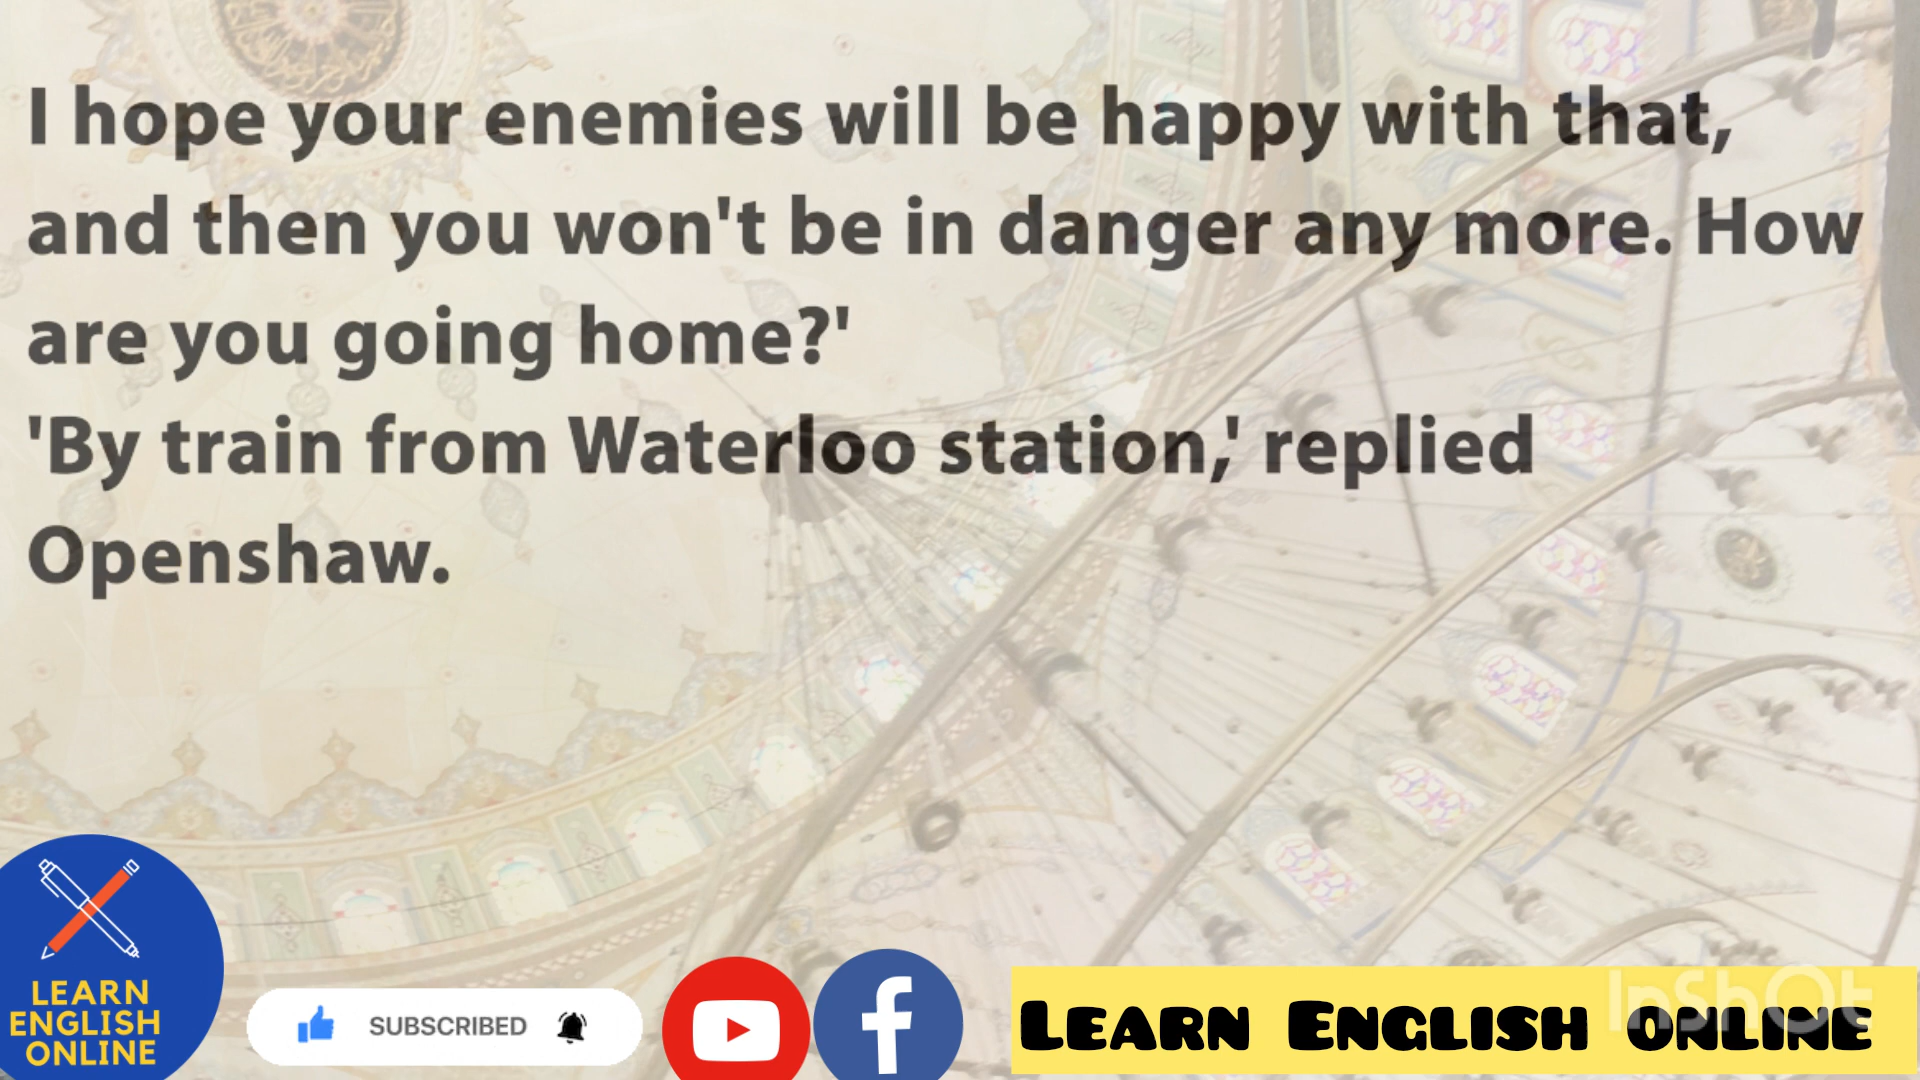 I hope your enemies will be happy with that,
and then you won't be in danger any more. How
are you going home?'
'By train from Waterloo station,' replied
Openshaw.
LEARN
ENGLISH
ONLINE
SUBSCRIBED
LEARN ENGLISH ONLINE
InShOt